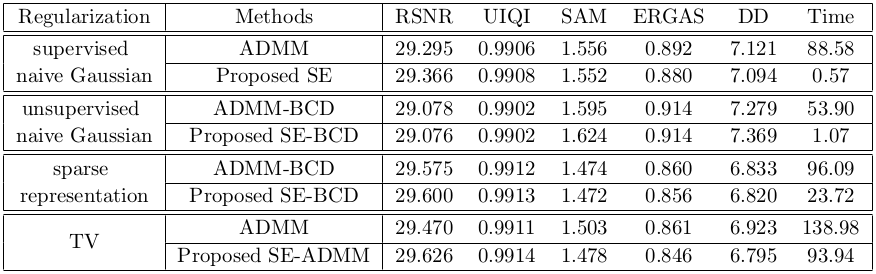 Regularization Methods RSNR UIQI SAM ERGAS DD Time
supervised ADMM 29.295 0.9906 1.556 0.892 7.121 88.58
naive Gaussian Proposed SE 29.366 0.9908 1.552 0.880 7.094 0.57
unsupervised ADMM-BCD 29.078 0.9902 1.595 0.914 7.279 53.90
naive Gaussian Proposed SE-BCD 29.076 0.9902 1.624 0.914 7.369 1.07
sparse ADMM-BCD 29.575 0.9912 1.474 0.860 6.833 96.09
representation Proposed SE-BCD 29.600 0.9913 1.472 0.856 6.820 23.72
TV ADMM 29.470 0.9911 1.503 0.861 6.923 138.98
Proposed SE-ADMM 29.626 0.9914 1.478 0.846 6.795 93.94